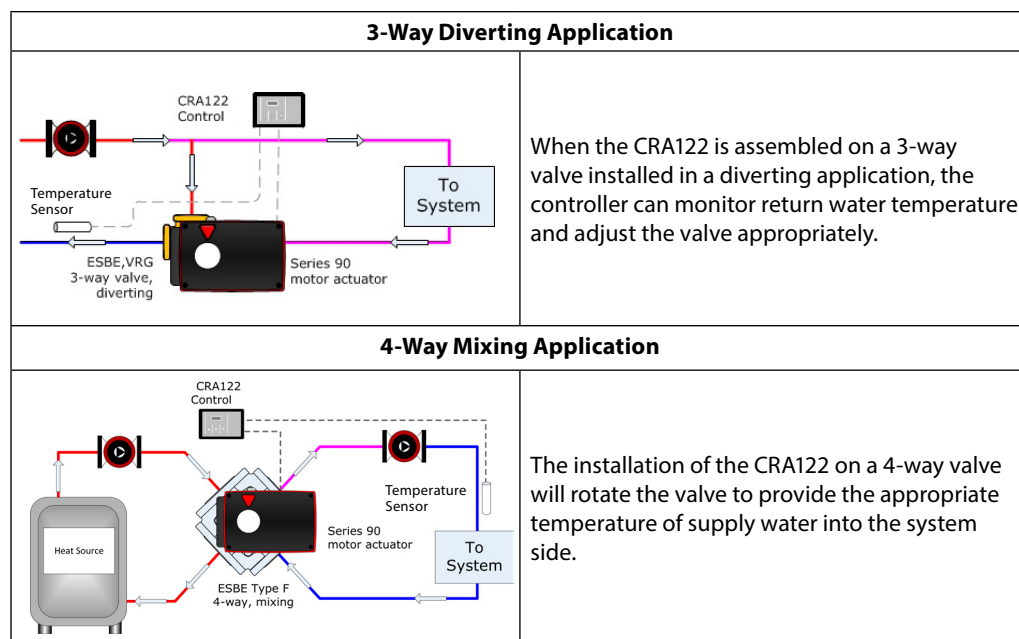 3-Way Diverting Application
CRA122
Control
Temperature
Sensor
To
System
ESBE,VRG
3-way valve,
diverting
Series 90
motor actuator
When the CRA122 is assembled on a 3-way
valve installed in a diverting application, the
controller can monitor return water temperature
and adjust the valve appropriately.
4-Way Mixing Application
CRA122
Control
Temperature
Sensor
Heat Source
Series 90
motor actuator
To
System
ESBE Type F
4-way, mixing
The installation of the CRA122 on a 4-way valve
will rotate the valve to provide the appropriate
temperature of supply water into the system
side.